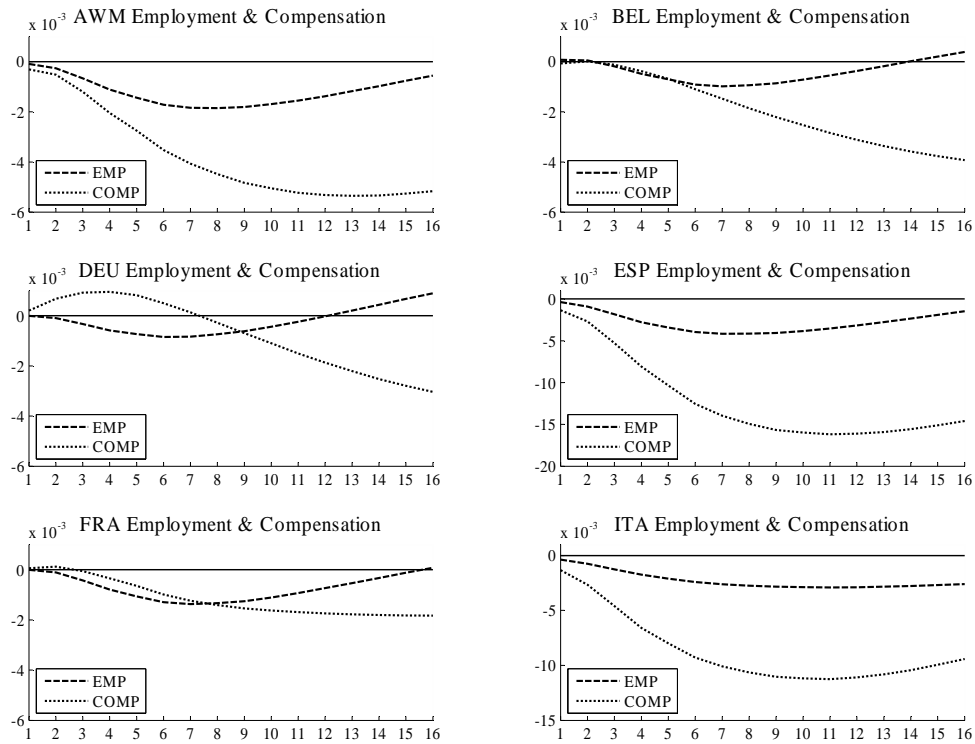 x 10-3 AWM Employment & Compensation
0
-2
-4
-6
EMP
COMP
1 2 3 4 5 6 7 8 9 10 11 12 13 14 15 16
x 10-3 BEL Employment & Compensation
0
-2
-4
-6
EMP
COMP
1 2 3 4 5 6 7 8 9 10 11 12 13 14 15 16
x 10-3 DEU Employment & Compensation
0
-2
-4
-6
EMP
COMP
1 2 3 4 5 6 7 8 9 10 11 12 13 14 15 16
x 10-3 ESP Employment & Compensation
0
-5
-10
-15
-20
EMP
COMP
1 2 3 4 5 6 7 8 9 10 11 12 13 14 15 16
x 10-3 FRA Employment & Compensation
0
-2
-4
-6
EMP
COMP
1 2 3 4 5 6 7 8 9 10 11 12 13 14 15 16
x 10-3 ITA Employment & Compensation
0
-5
-10
-15
EMP
COMP
1 2 3 4 5 6 7 8 9 10 11 12 13 14 15 16